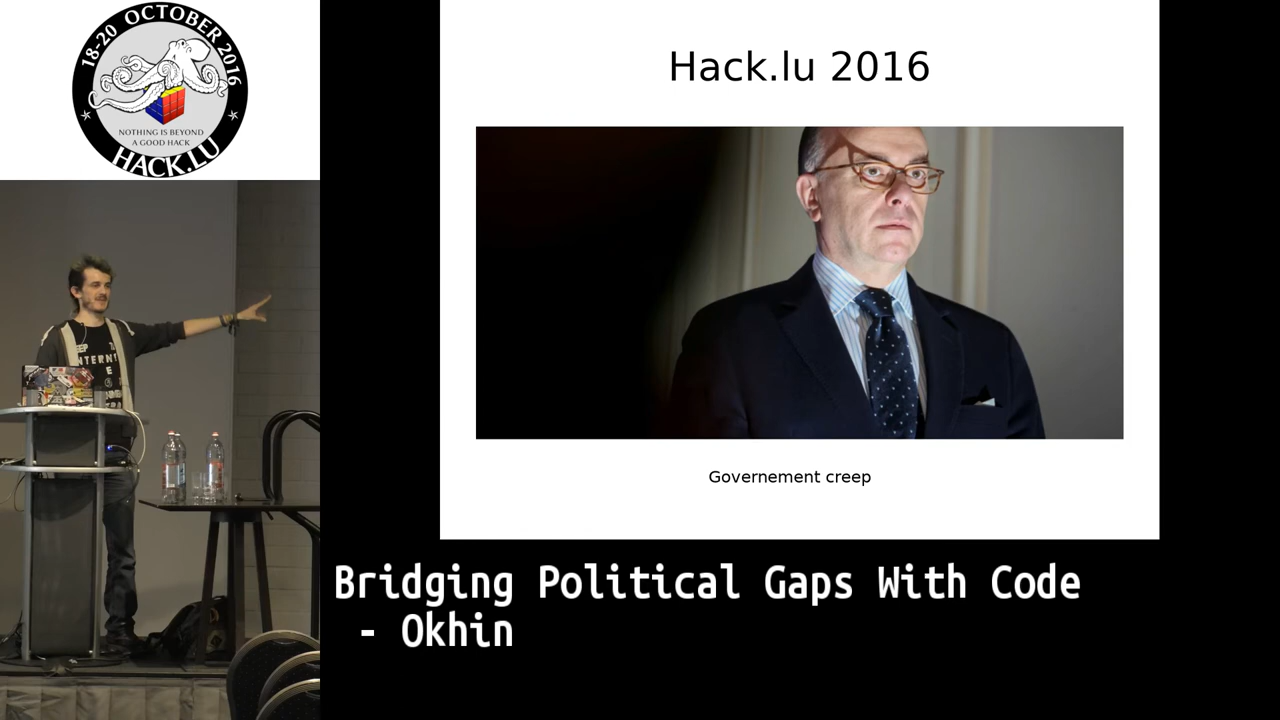 18-20 OCTOBER 2016
NOTHING IS BEYOND
A GOOD HACK
HACK.LU
Hack.lu 2016
Governement creep
INTERN
Bridging Political Gaps With Code
- Okhin